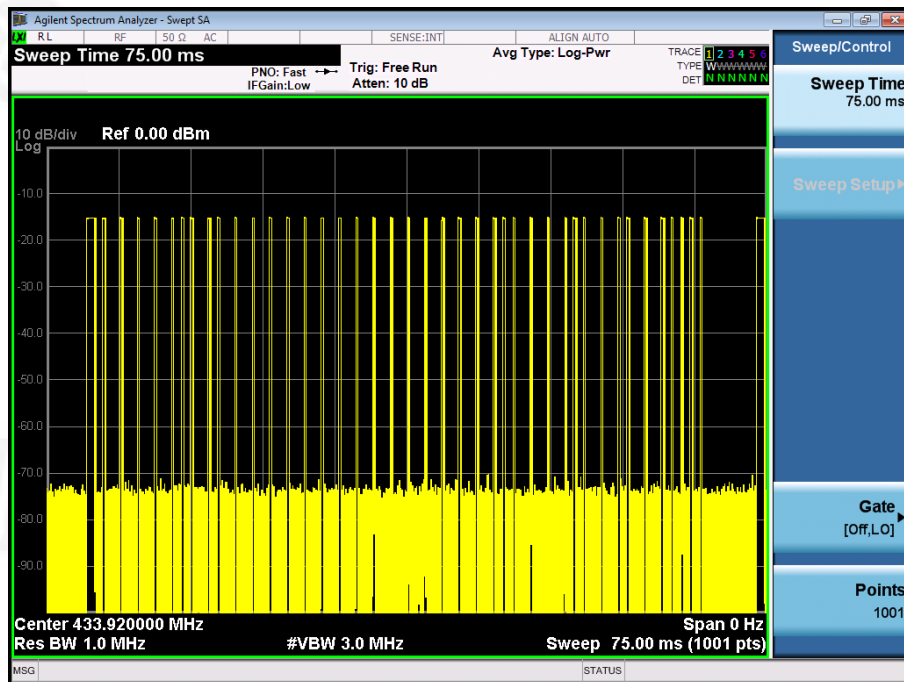 Agilent Spectrum Analyzer - Swept SA
LXI RL RF 50 Ω AC SENSE:INT ALIGN AUTO
Sweep Time 75.00 ms
PNO: Fast
IFGain:Low
Trig: Free Run
Atten: 10 dB
Avg Type: Log-Pwr
TRACE 1 2 3 4 5 6
TYPE WWWWWW
DET N N N N N N
10 dB/div Ref 0.00 dBm
Log
-10.0
-20.0
-30.0
-40.0
-50.0
-60.0
-70.0
-80.0
-90.0
Center 433.920000 MHz Span 0 Hz
Res BW 1.0 MHz #VBW 3.0 MHz Sweep 75.00 ms (1001 pts)
MSG STATUS
Sweep/Control
Sweep Time
75.00 ms
Sweep Setup
Gate
[Off,LO]
Points
1001